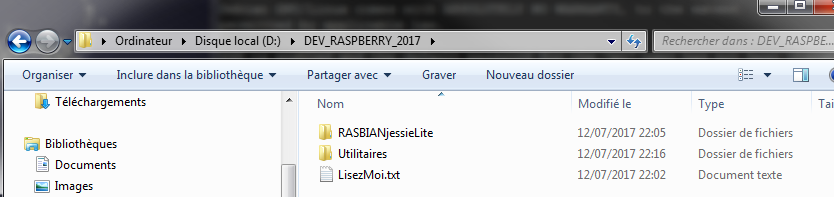 Ordinateur ▸ Disque local (D:) ▸ DEV_RASPBERRY_2017 ▸
Rechercher dans : DEV_RASPBE...
Organiser Inclure dans la bibliothèque Partager avec Graver Nouveau dossier
Téléchargements
Bibliothèques
Documents
Images
Nom Modifié le Type Tai
RASBIANjessieLite 12/07/2017 22:05 Dossier de fichiers
Utilitaires 12/07/2017 22:16 Dossier de fichiers
LisezMoi.txt 12/07/2017 22:02 Document texte